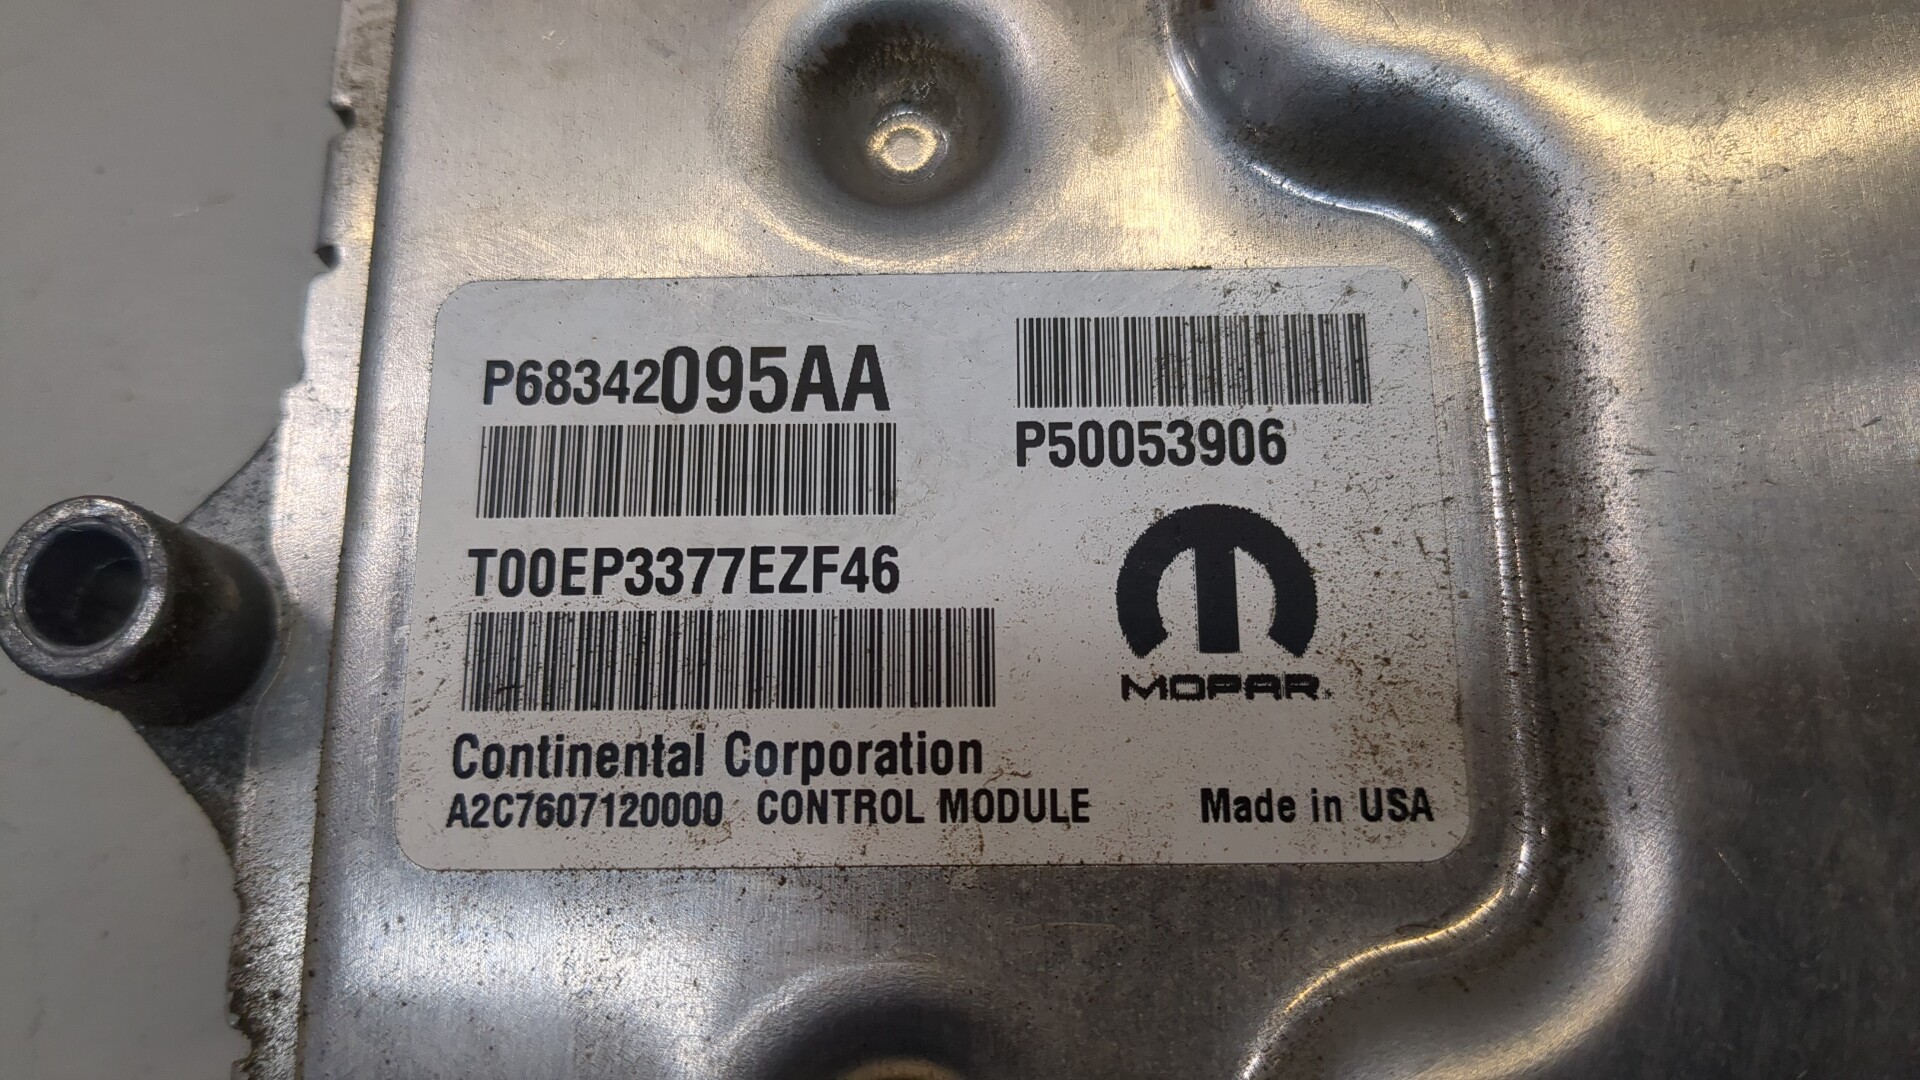 P68342095AA
P50053906
T00EP3377EZF46
MOPAR
Continental Corporation
A2C7607120000 CONTROL MODULE Made in USA